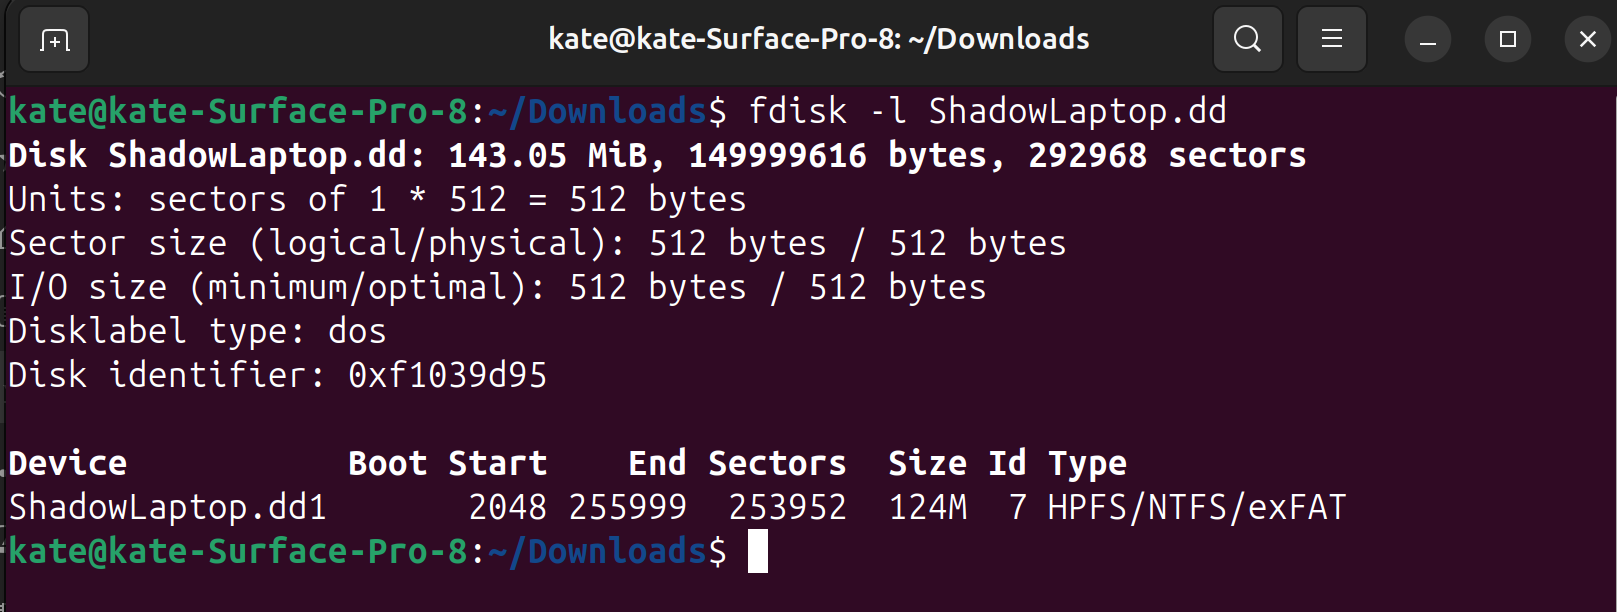 kate@kate-Surface-Pro-8: ~/Downloads
kate@kate-Surface-Pro-8:~/Downloads$ fdisk -l ShadowLaptop.dd
Disk ShadowLaptop.dd: 143.05 MiB, 149999616 bytes, 292968 sectors
Units: sectors of 1 * 512 = 512 bytes
Sector size (logical/physical): 512 bytes / 512 bytes
I/O size (minimum/optimal): 512 bytes / 512 bytes
Disklabel type: dos
Disk identifier: 0xf1039d95
Device Boot Start End Sectors Size Id Type
ShadowLaptop.dd1 2048 255999 253952 124M 7 HPFS/NTFS/exFAT
kate@kate-Surface-Pro-8:~/Downloads$